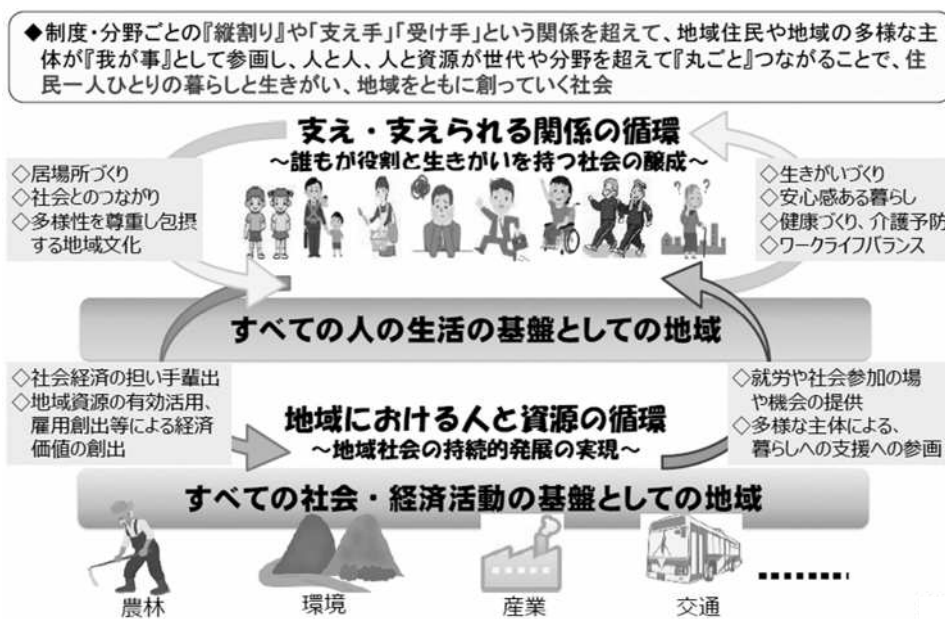 ◆制度・分野ごとの『縦割り』や「支え手」「受け手」という関係を超えて、地域住民や地域の多様な主
体が『我が事』として参画し、人と人、人と資源が世代や分野を超えて『丸ごと』つながることで、住
民一人ひとりの暮らしと生きがい、地域をともに創っていく社会
支え・支えられる関係の循環
～誰もが役割と生きがいを持つ社会の醸成～
◇居場所づくり
◇社会とのつながり
◇多様性を尊重し包摂
する地域文化
◇生きがいづくり
◇安心感ある暮らし
◇健康づくり、介護予防
◇ワークライフバランス
すべての人の生活の基盤としての地域
◇社会経済の担い手輩出
◇地域資源の有効活用、
雇用創出等による経済
価値の創出
地域における人と資源の循環
～地域社会の持続的発展の実現～
◇就労や社会参加の場
や機会の提供
◇多様な主体による、
暮らしへの支援への参画
すべての社会・経済活動の基盤としての地域
農林
環境
産業
交通